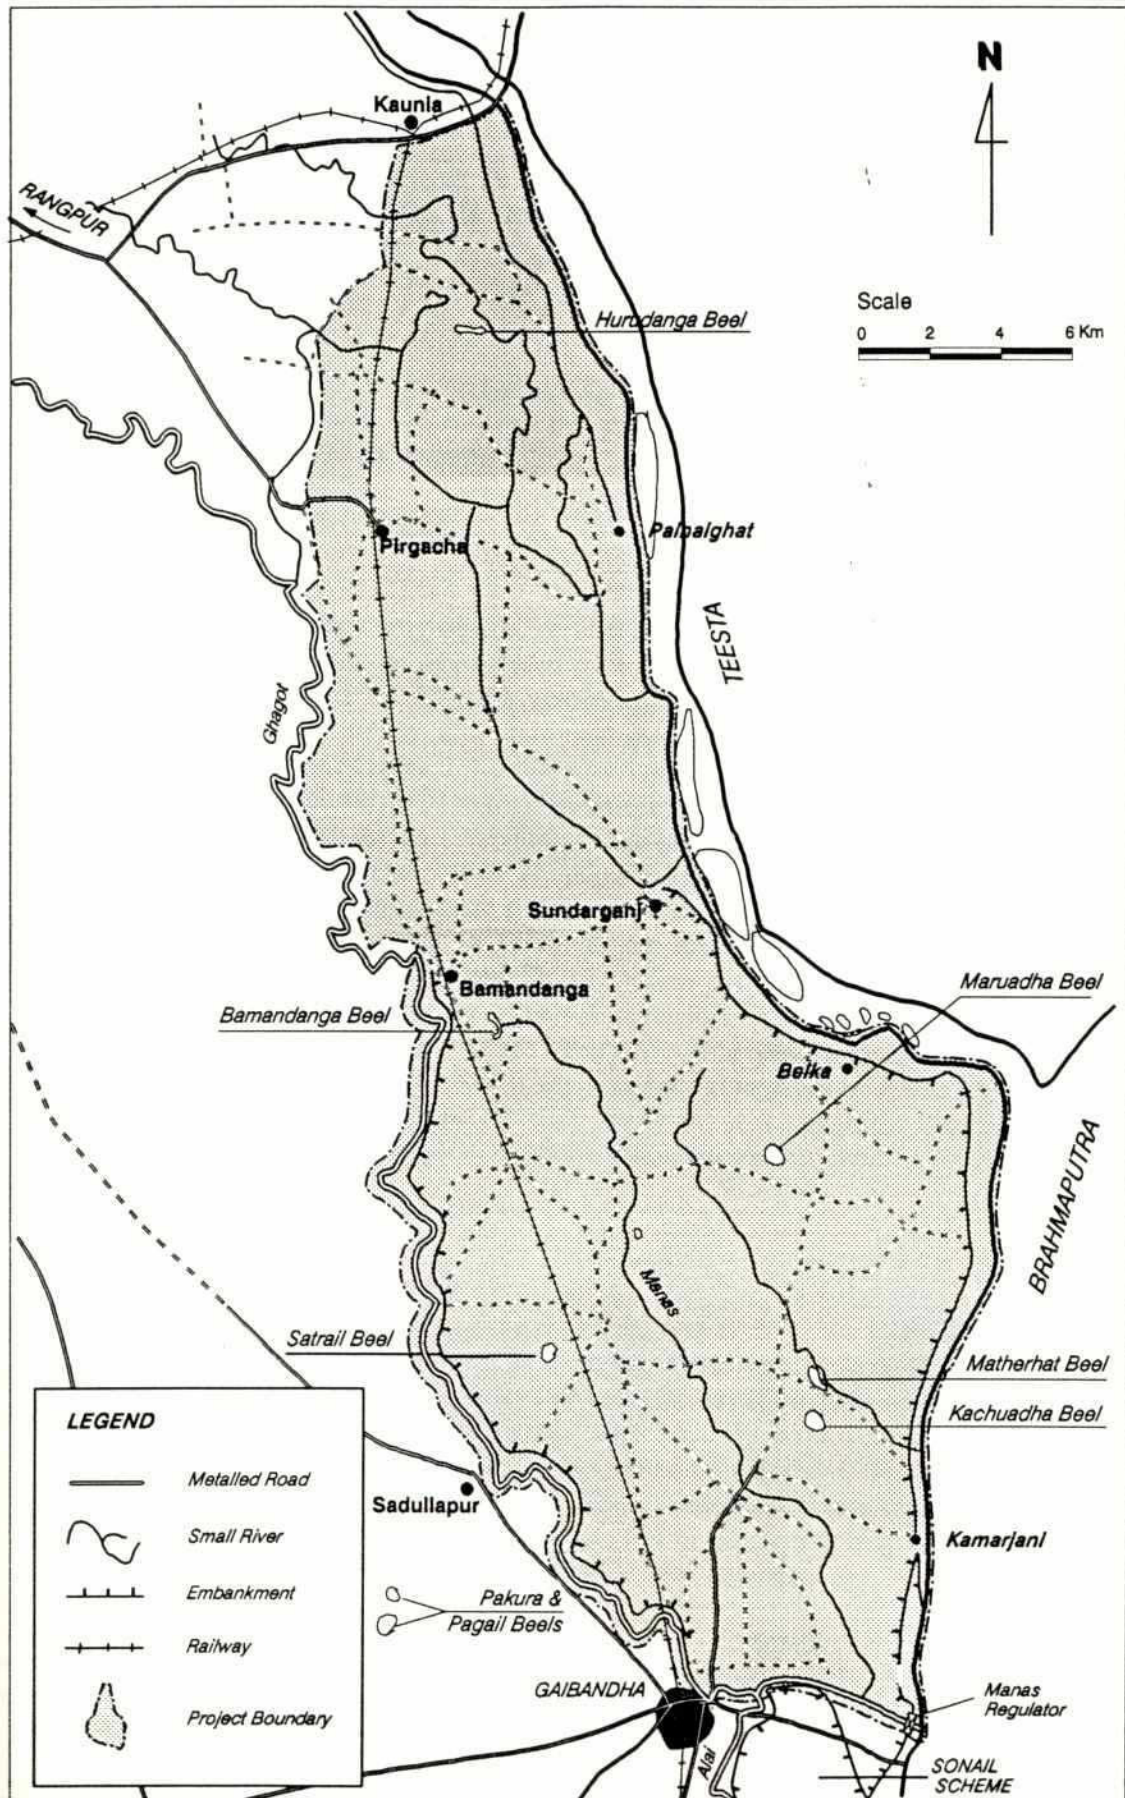 N
Kaunia
RANGPUR
Scale
0 2 4 6 Km
Hurudanga Beel
Pirgacha
Palpalghat
TEESTA
Ghagot
Sundarganj
Bamandanga
Maruadha Beel
Bamandanga Beel
Belka
BRAHMAPUTRA
Manas
Satrail Beel
Matherhat Beel
Kachuadha Beel
LEGEND
Metalled Road
Small River
Embankment
Railway
Project Boundary
Sadullapur
Kamarjani
Pakura &
Pagail Beels
GAIBANDHA
Manas
Regulator
Alai
SONAIL
SCHEME